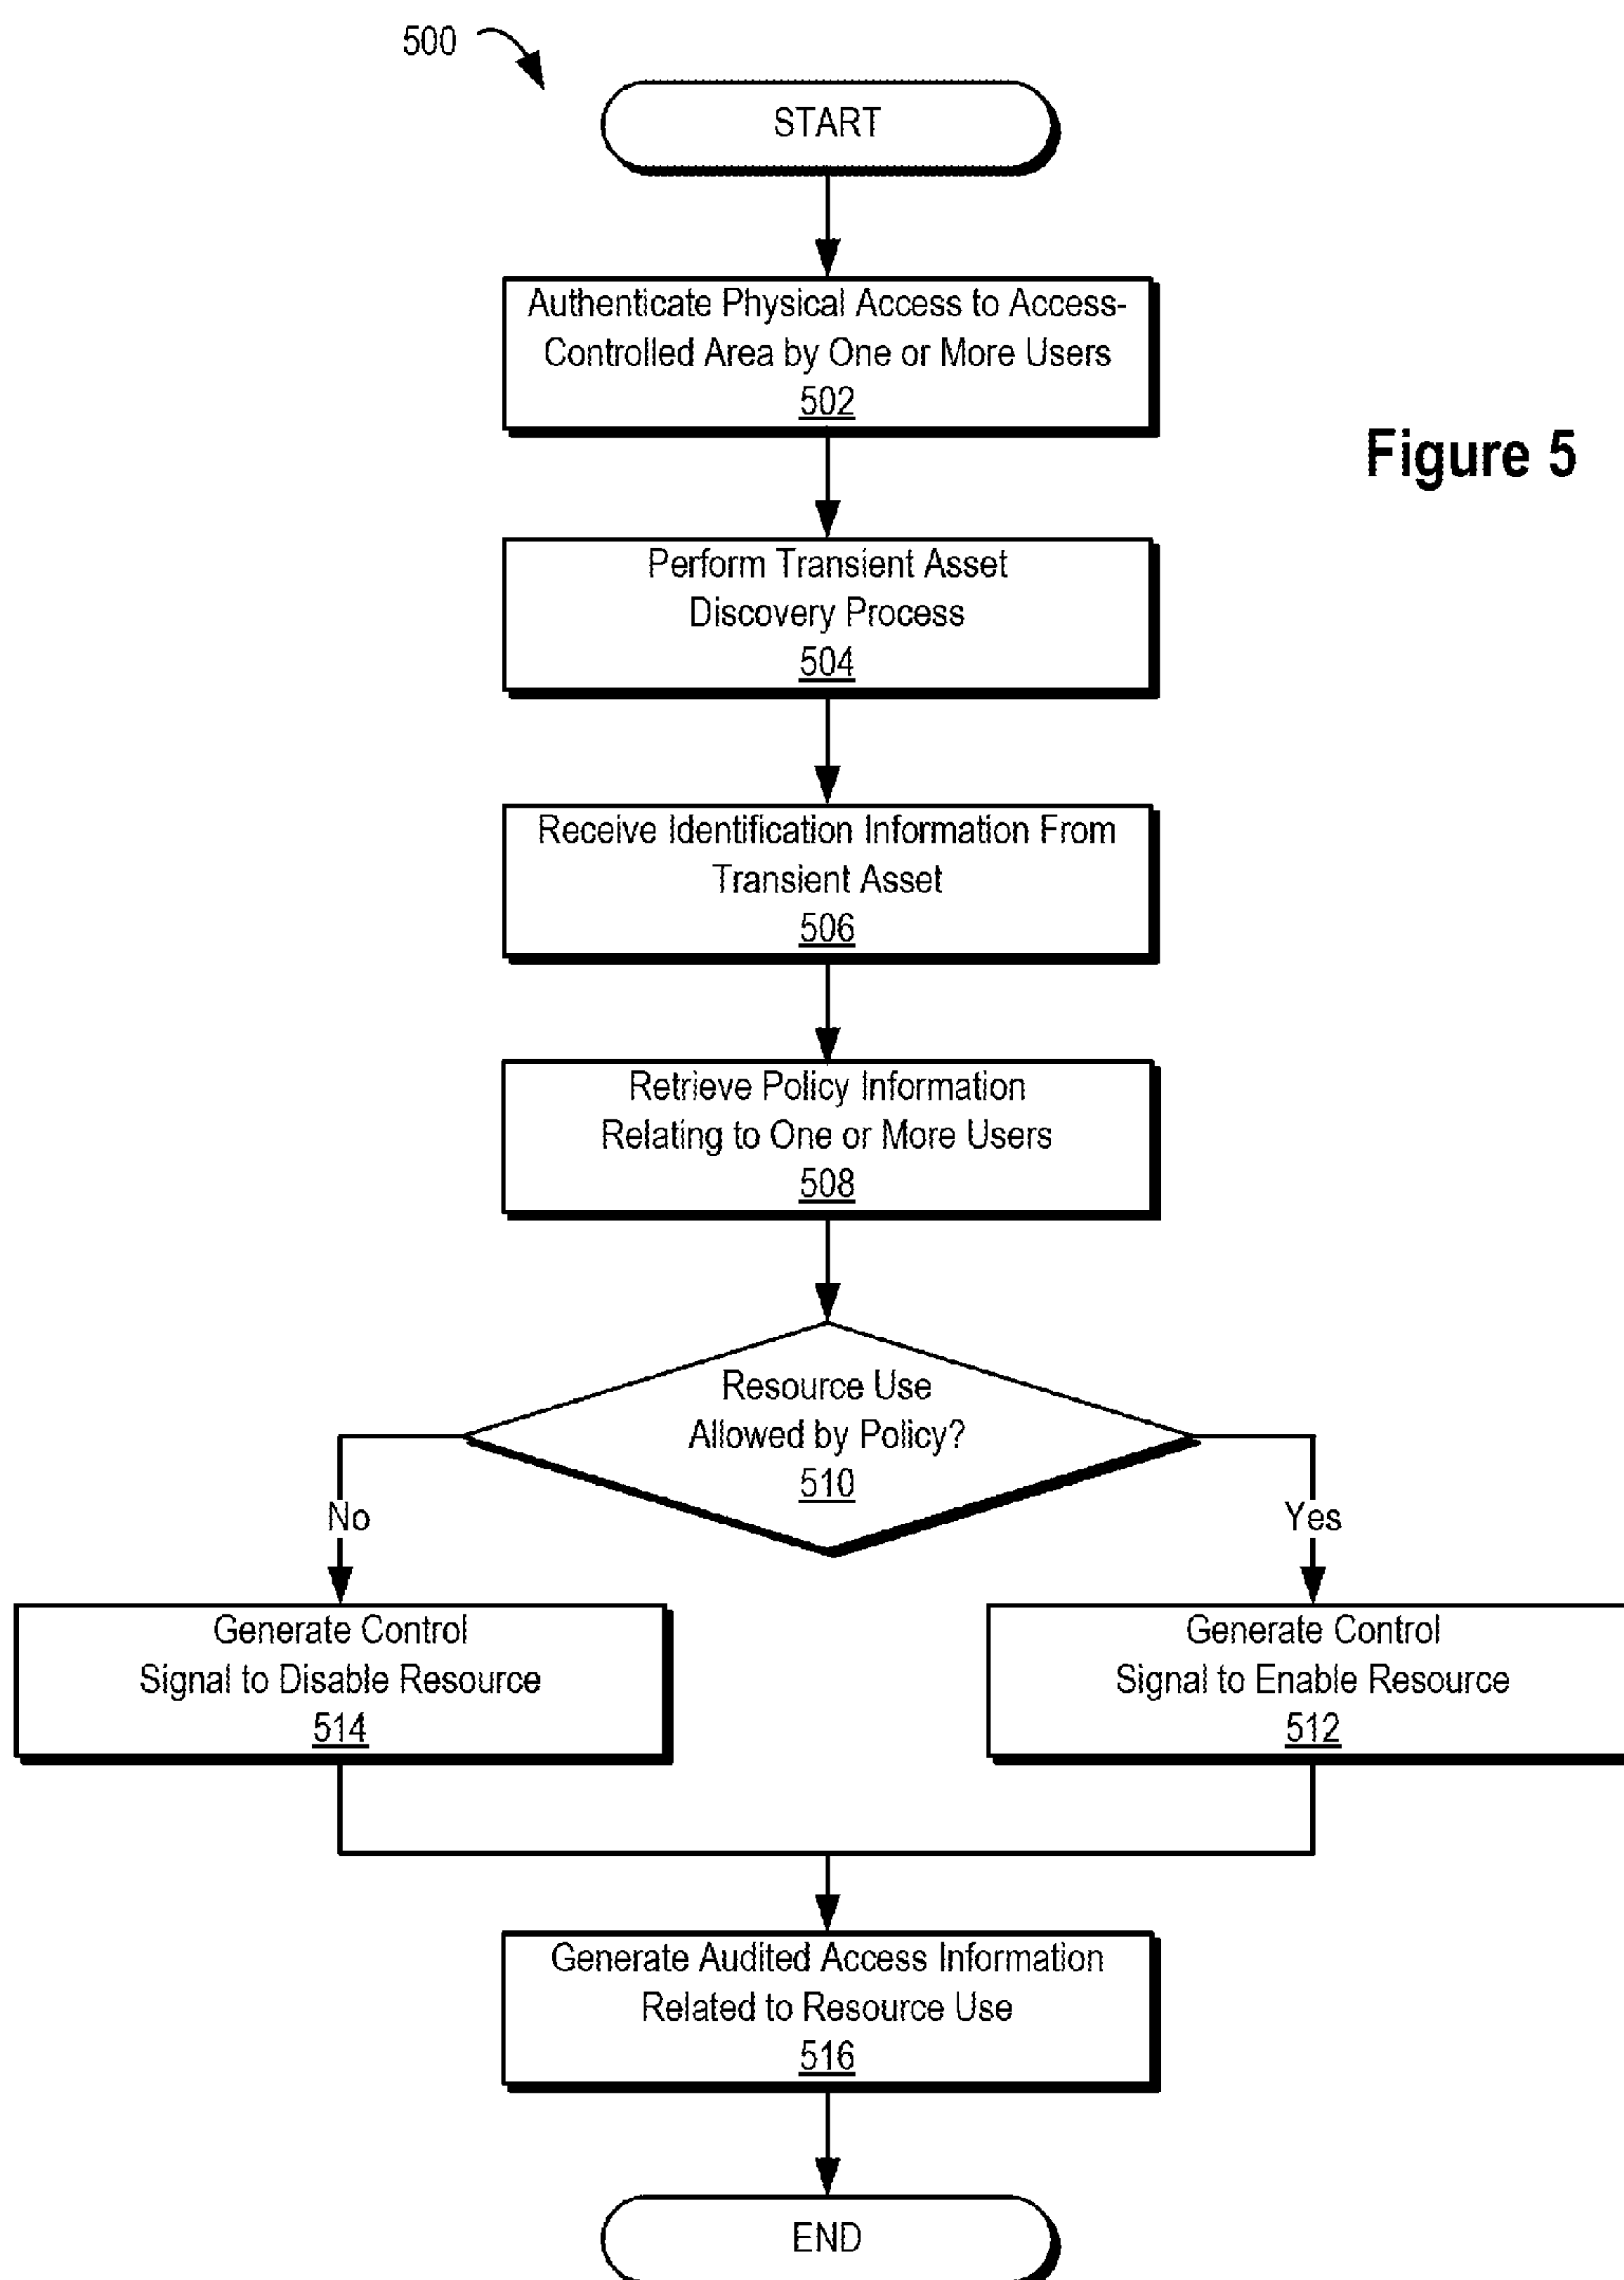 500
START
Authenticate Physical Access to Access-
Controlled Area by One or More Users
502
Figure 5
Perform Transient Asset
Discovery Process
504
Receive Identification Information From
Transient Asset
506
Retrieve Policy Information
Relating to One or More Users
508
Resource Use
Allowed by Policy?
510
No
Yes
Generate Control
Signal to Disable Resource
514
Generate Control
Signal to Enable Resource
512
Generate Audited Access Information
Related to Resource Use
516
END